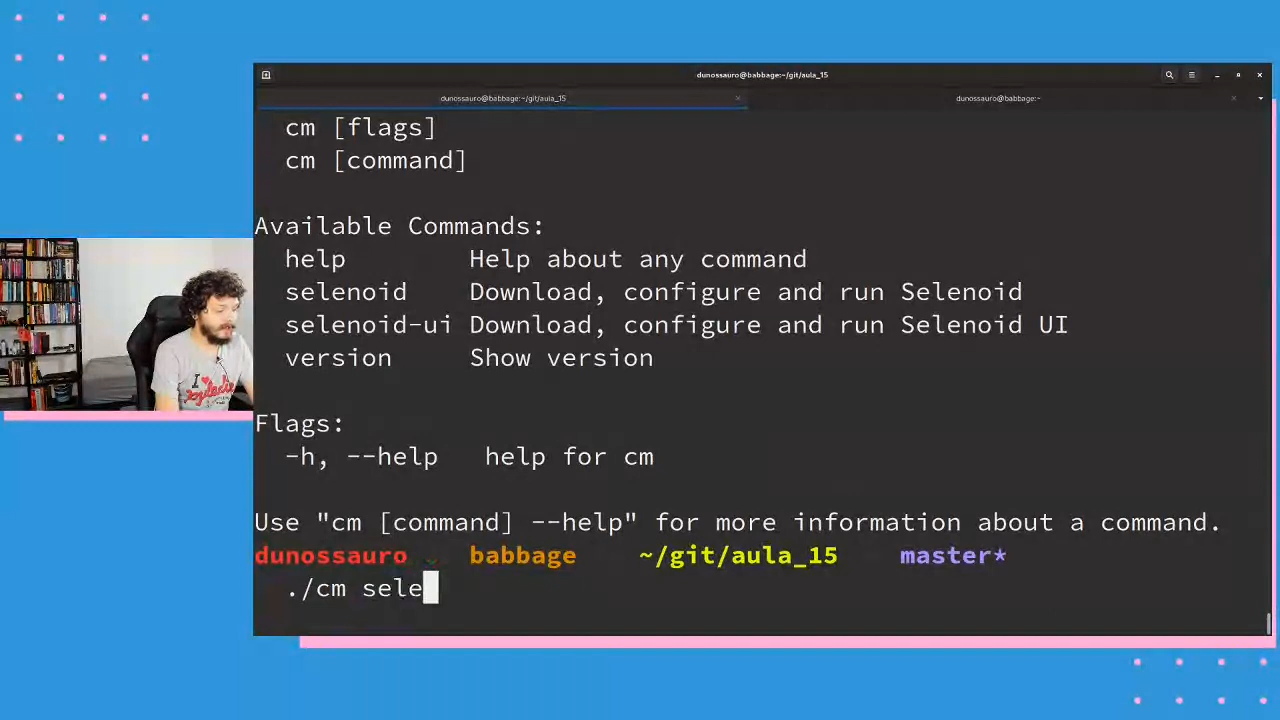 dunossauro@babbage:~/git/aula_15
dunossauro@babbage:~/git/aula_15
dunossauro@babbage:~
cm [flags]
cm [command]
Available Commands:
help Help about any command
selenoid Download, configure and run Selenoid
selenoid-ui Download, configure and run Selenoid UI
version Show version
Flags:
-h, --help help for cm
Use "cm [command] --help" for more information about a command.
dunossauro babbage ~/git/aula_15 master*
./cm sele
I